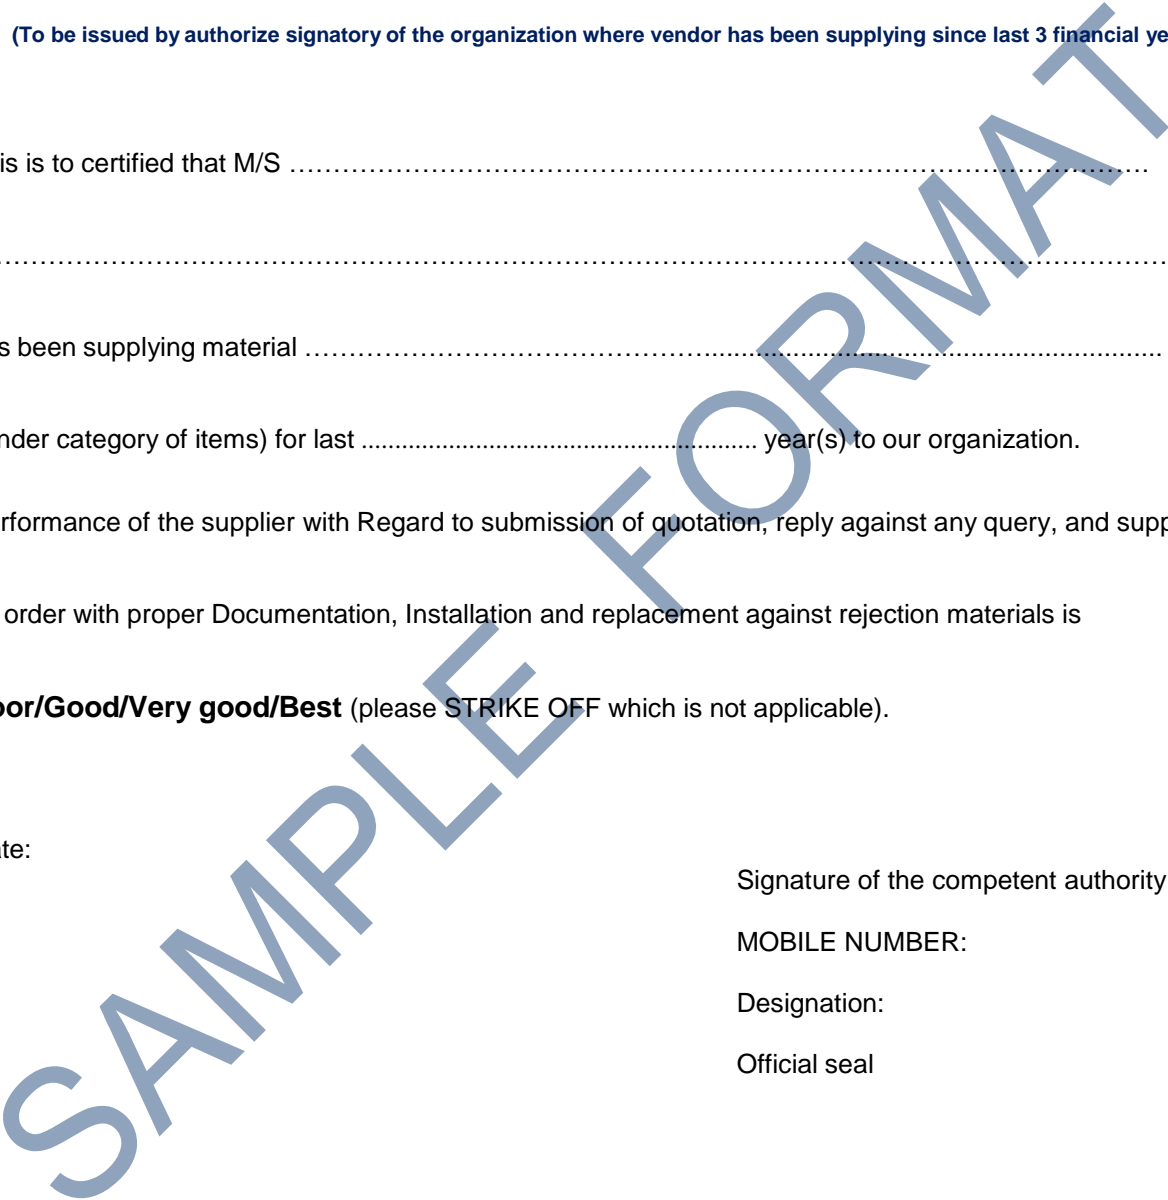 (To be issued by authorize signatory of the organization where vendor has been supplying since last 3 financial ye
is is to certified that M/S ……………………………………………………………………………………….
………………………………………………………………………………………………………………………
s been supplying material ………………………………………....................................................................
nder category of items) for last ........................................................... year(s) to our organization.
rformance of the supplier with Regard to submission of quotation, reply against any query, and supp
order with proper Documentation, Installation and replacement against rejection materials is
oor/Good/Very good/Best (please STRIKE OFF which is not applicable).
te:
Signature of the competent authority
MOBILE NUMBER:
Designation:
Official seal
SAMPLE FORMAT